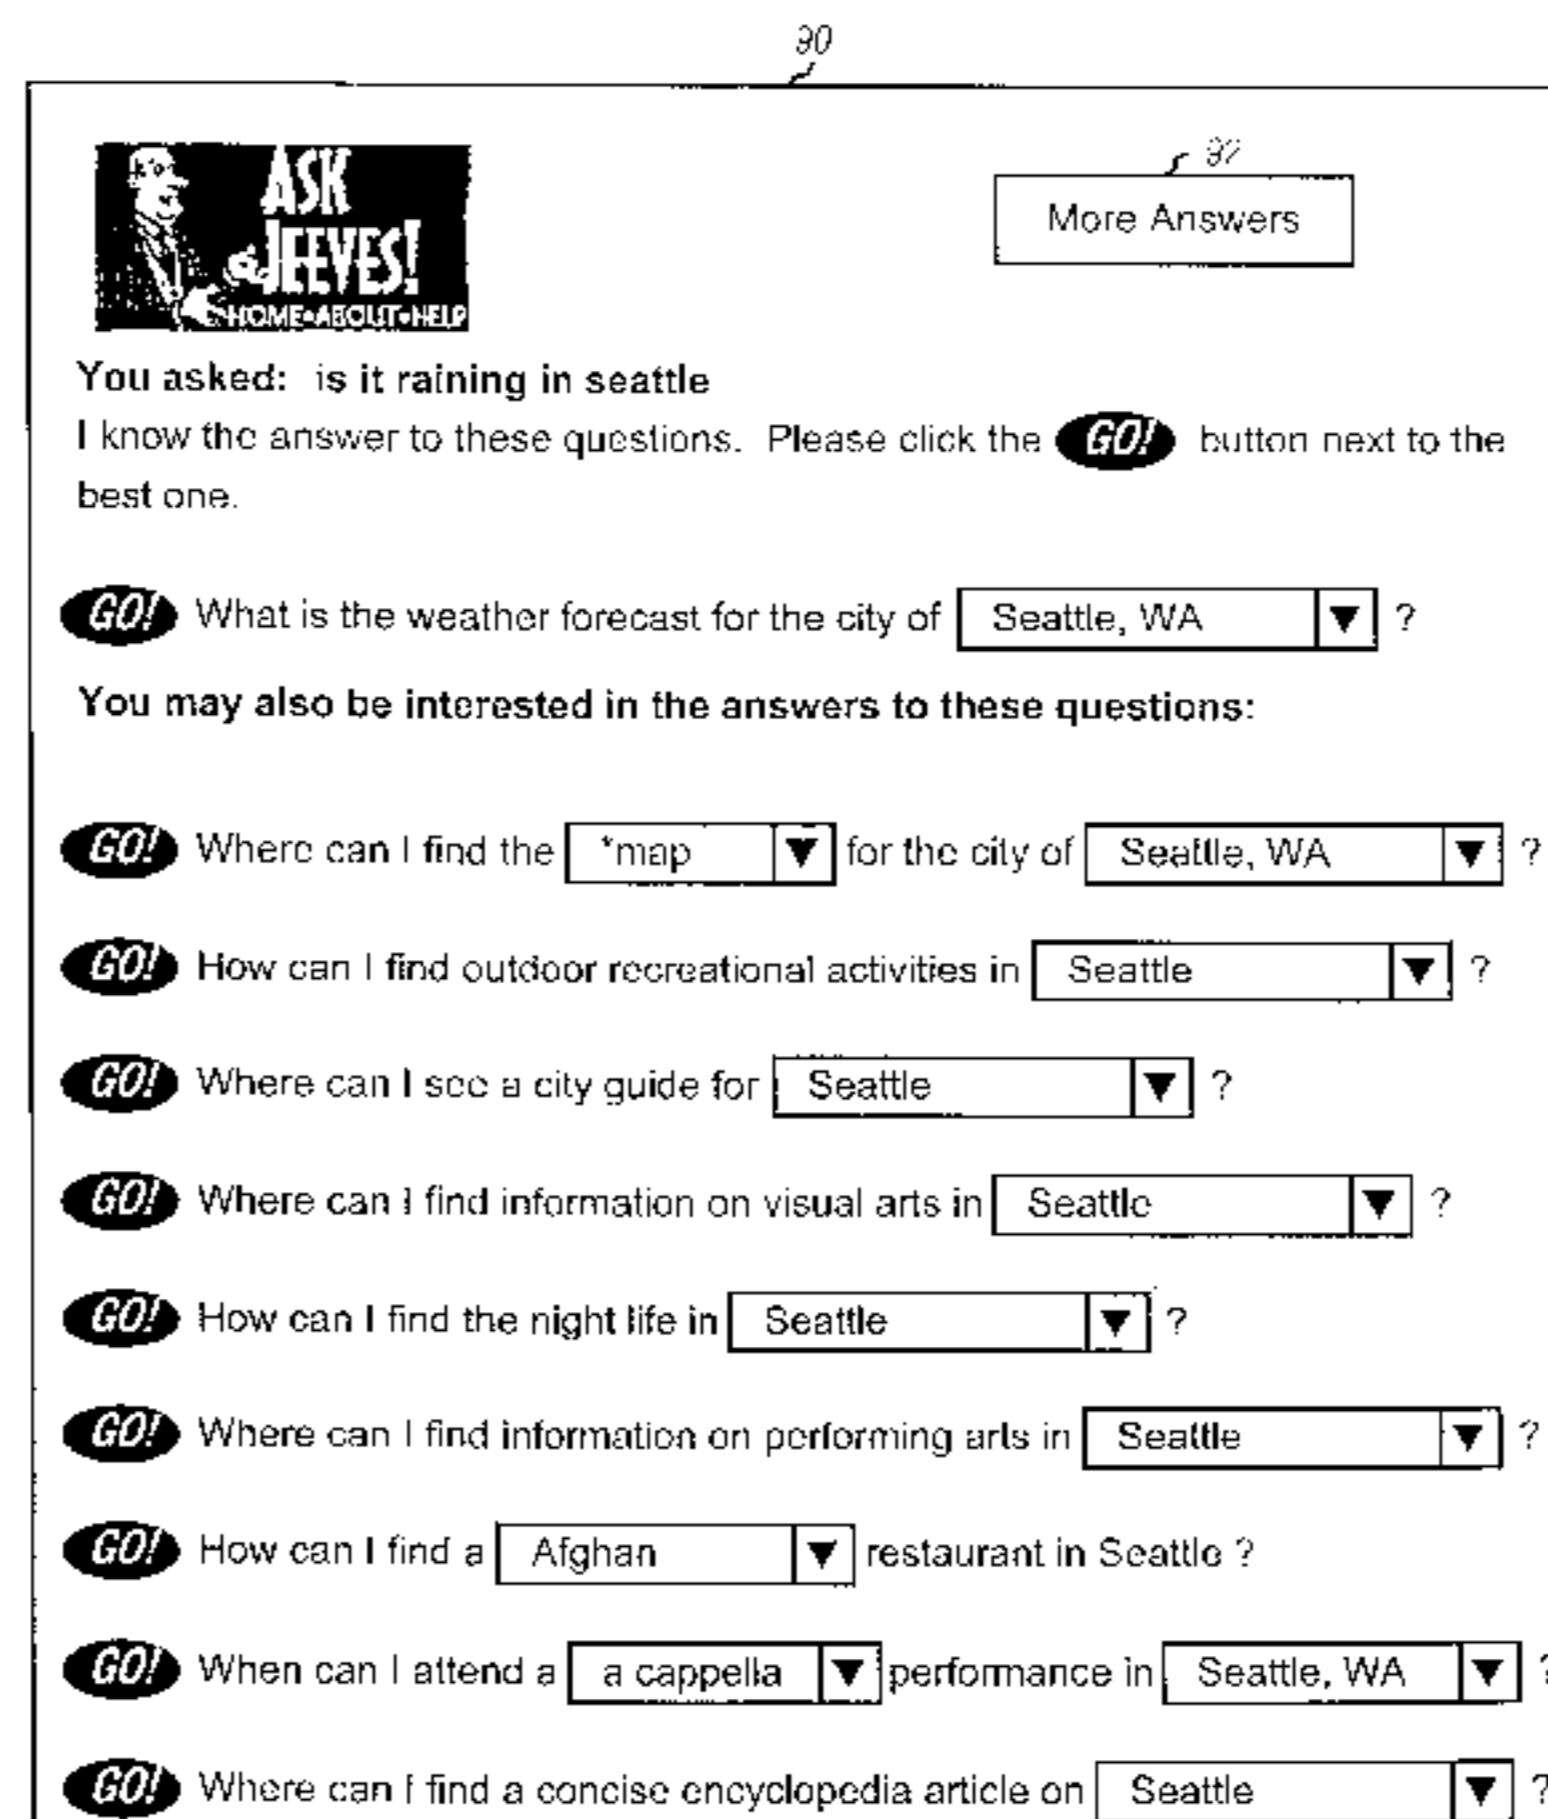 90
92
ASK
JEEVES!
HOME•ABOUT•HELP
More Answers
You asked: is it raining in seattle
I know the answer to these questions. Please click the GO! button next to the
best one.
GO! What is the weather forecast for the city of Seattle, WA ?
You may also be interested in the answers to these questions:
GO! Where can I find the *map for the city of Seattle, WA ?
GO! How can I find outdoor recreational activities in Seattle ?
GO! Where can I see a city guide for Seattle ?
GO! Where can I find information on visual arts in Seattle ?
GO! How can I find the night life in Seattle ?
GO! Where can I find information on performing arts in Seattle ?
GO! How can I find a Afghan restaurant in Seattle ?
GO! When can I attend a a cappella performance in Seattle, WA ?
GO! Where can I find a concise encyclopedia article on Seattle ?